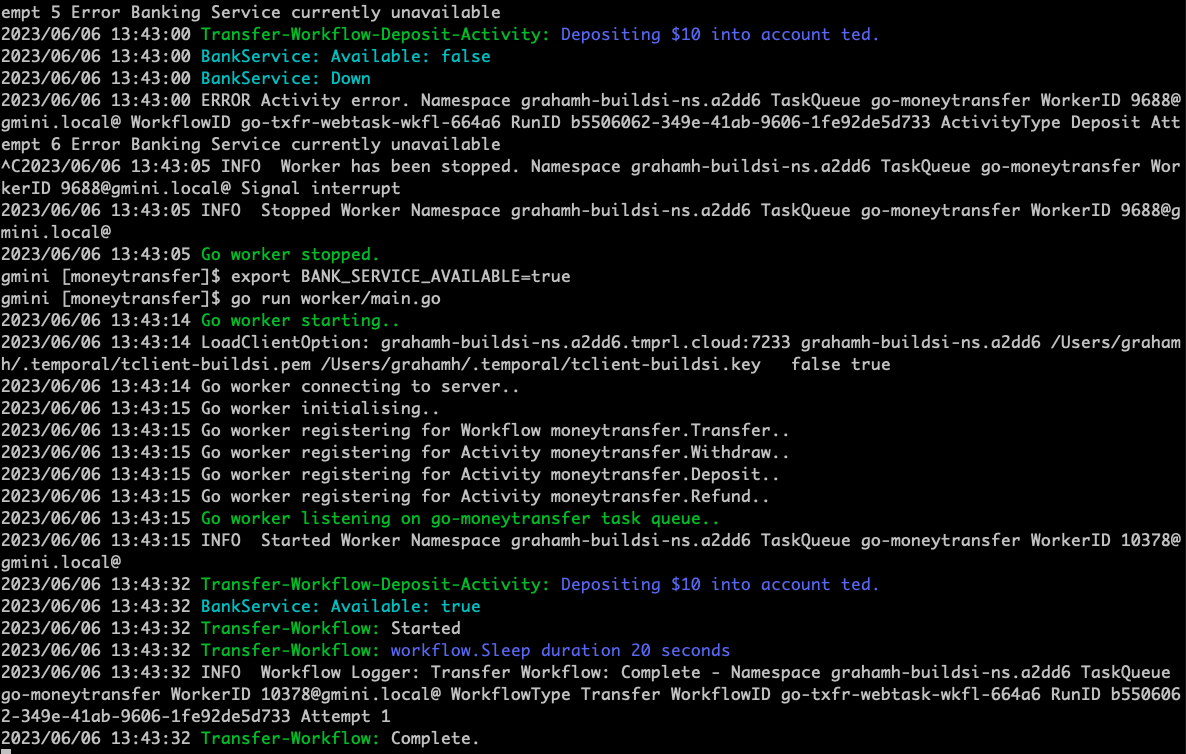 empt 5 Error Banking Service currently unavailable
2023/06/06 13:43:00 Transfer-Workflow-Deposit-Activity: Depositing $10 into account ted.
2023/06/06 13:43:00 BankService: Available: false
2023/06/06 13:43:00 BankService: Down
2023/06/06 13:43:00 ERROR Activity error. Namespace grahamh-buildsi-ns.a2dd6 TaskQueue go-moneytransfer WorkerID 9688@
gmini.local@ WorkflowID go-txfr-webtask-wkfl-664a6 RunID b5506062-349e-41ab-9606-1fe92de5d733 ActivityType Deposit Att
empt 6 Error Banking Service currently unavailable
^C2023/06/06 13:43:05 INFO  Worker has been stopped. Namespace grahamh-buildsi-ns.a2dd6 TaskQueue go-moneytransfer Wor
kerID 9688@gmini.local@ Signal interrupt
2023/06/06 13:43:05 INFO  Stopped Worker Namespace grahamh-buildsi-ns.a2dd6 TaskQueue go-moneytransfer WorkerID 9688@g
mini.local@
2023/06/06 13:43:05 Go worker stopped.
gmini [moneytransfer]$ export BANK_SERVICE_AVAILABLE=true
gmini [moneytransfer]$ go run worker/main.go
2023/06/06 13:43:14 Go worker starting..
2023/06/06 13:43:14 LoadClientOption: grahamh-buildsi-ns.a2dd6.tmprl.cloud:7233 grahamh-buildsi-ns.a2dd6 /Users/graham
h/.temporal/tclient-buildsi.pem /Users/grahamh/.temporal/tclient-buildsi.key   false true
2023/06/06 13:43:14 Go worker connecting to server..
2023/06/06 13:43:15 Go worker initialising..
2023/06/06 13:43:15 Go worker registering for Workflow moneytransfer.Transfer..
2023/06/06 13:43:15 Go worker registering for Activity moneytransfer.Withdraw..
2023/06/06 13:43:15 Go worker registering for Activity moneytransfer.Deposit..
2023/06/06 13:43:15 Go worker registering for Activity moneytransfer.Refund..
2023/06/06 13:43:15 Go worker listening on go-moneytransfer task queue..
2023/06/06 13:43:15 INFO  Started Worker Namespace grahamh-buildsi-ns.a2dd6 TaskQueue go-moneytransfer WorkerID 10378@
gmini.local@
2023/06/06 13:43:32 Transfer-Workflow-Deposit-Activity: Depositing $10 into account ted.
2023/06/06 13:43:32 BankService: Available: true
2023/06/06 13:43:32 Transfer-Workflow: Started
2023/06/06 13:43:32 Transfer-Workflow: workflow.Sleep duration 20 seconds
2023/06/06 13:43:32 INFO  Workflow Logger: Transfer Workflow: Complete - Namespace grahamh-buildsi-ns.a2dd6 TaskQueue
go-moneytransfer WorkerID 10378@gmini.local@ WorkflowType Transfer WorkflowID go-txfr-webtask-wkfl-664a6 RunID b550606
2-349e-41ab-9606-1fe92de5d733 Attempt 1
2023/06/06 13:43:32 Transfer-Workflow: Complete.